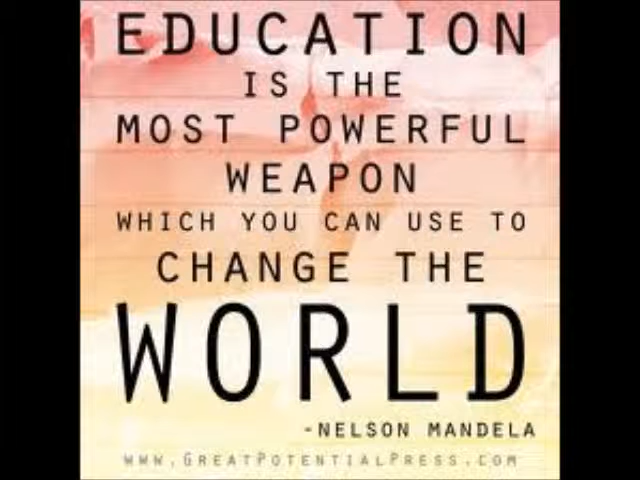 EDUCATION
IS THE
MOST POWERFUL
WEAPON
WHICH YOU CAN USE TO
CHANGE THE
WORLD
-NELSON MANDELA
WWW.GREATPOTENTIALPRESS.COM